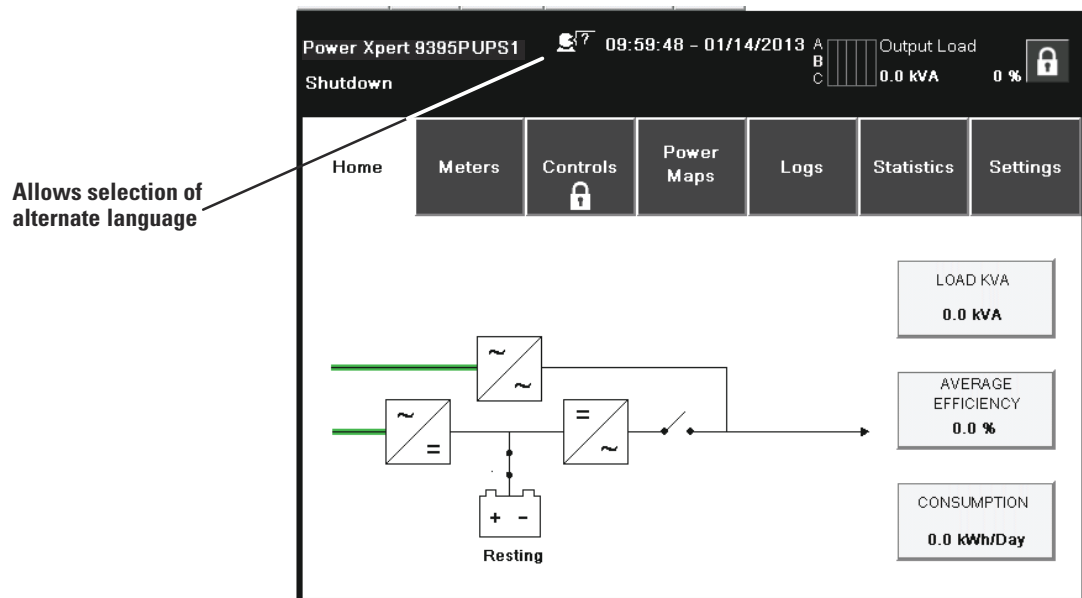 Power Xpert 9395PUPS1
? 09:59:48 - 01/14/2013
A
B
C
Output Load
0.0 kVA 0 %
Shutdown
Home
Meters
Controls
Power
Maps
Logs
Statistics
Settings
Allows selection of
alternate language
LOAD KVA
0.0 kVA
~
~
AVERAGE
EFFICIENCY
0.0 %
~
=
=
~
+ -
Resting
CONSUMPTION
0.0 kWh/Day